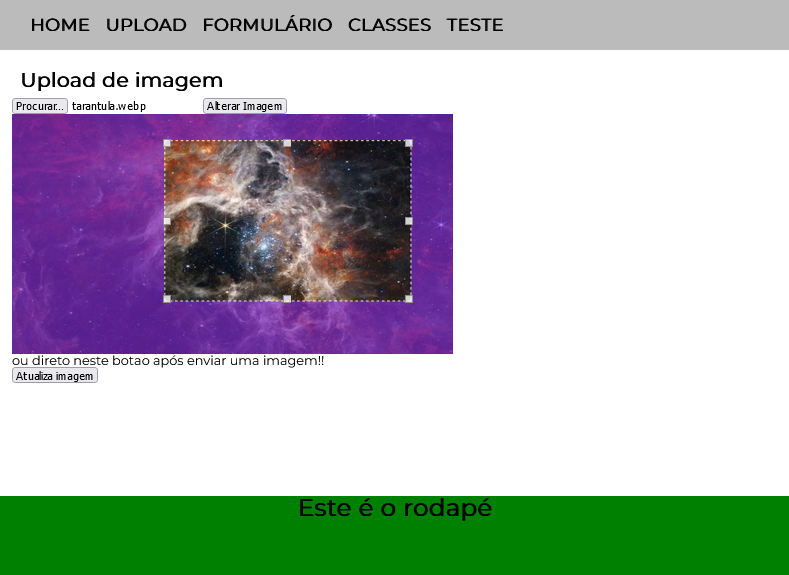 HOME UPLOAD FORMULÁRIO CLASSES TESTE
Upload de imagem
Procurar... tarantula.webp Alterar Imagem
ou direto neste botao após enviar uma imagem!!
Atualiza imagem
Este é o rodapé